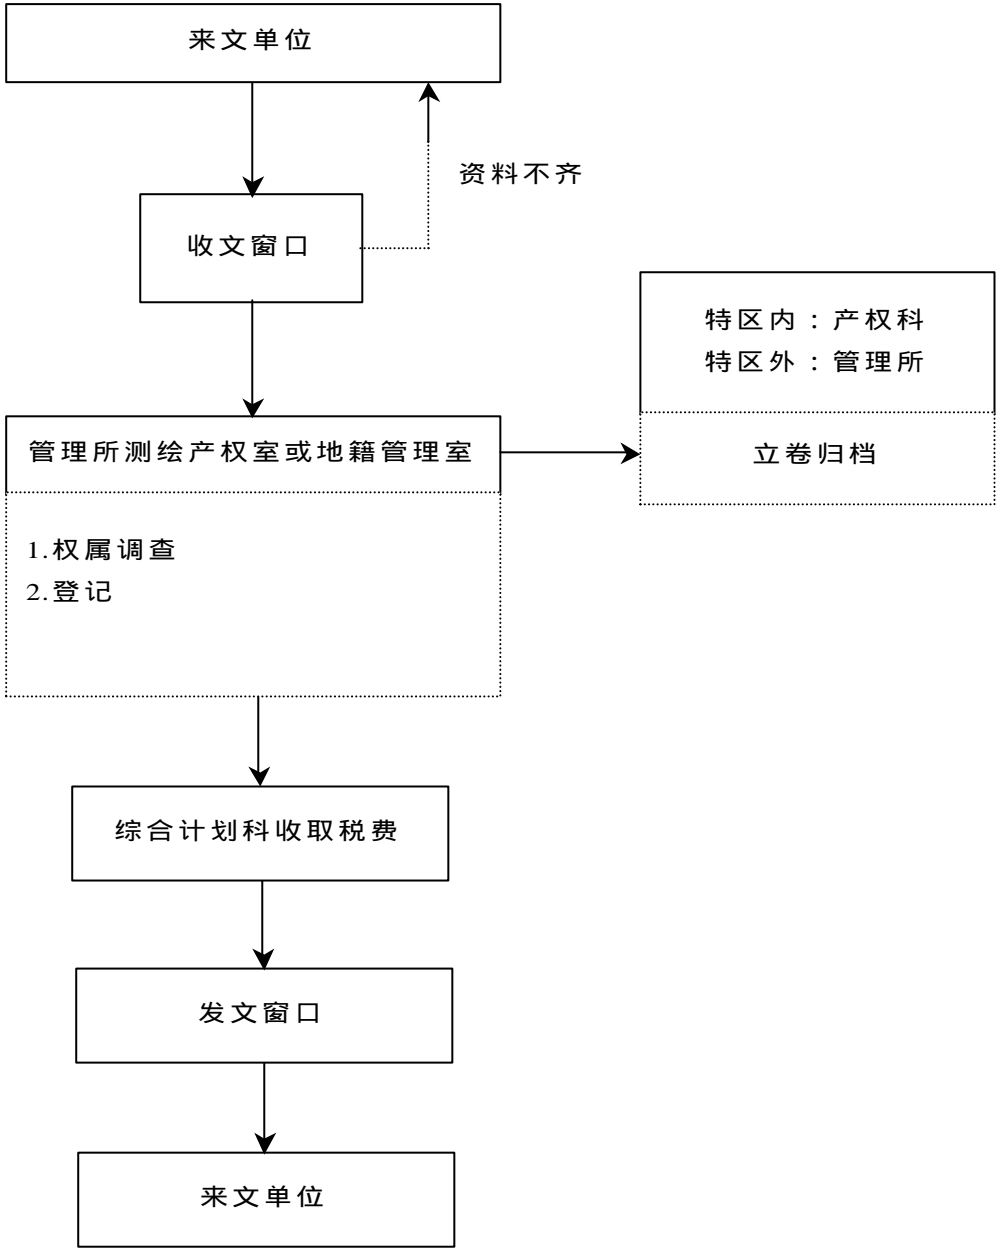 来文单位
资料不齐
收文窗口
特区内：产权科
特区外：管理所
管理所测绘产权室或地籍管理室
立卷归档
1.权属调查
2.登记
综合计划科收取税费
发文窗口
来文单位